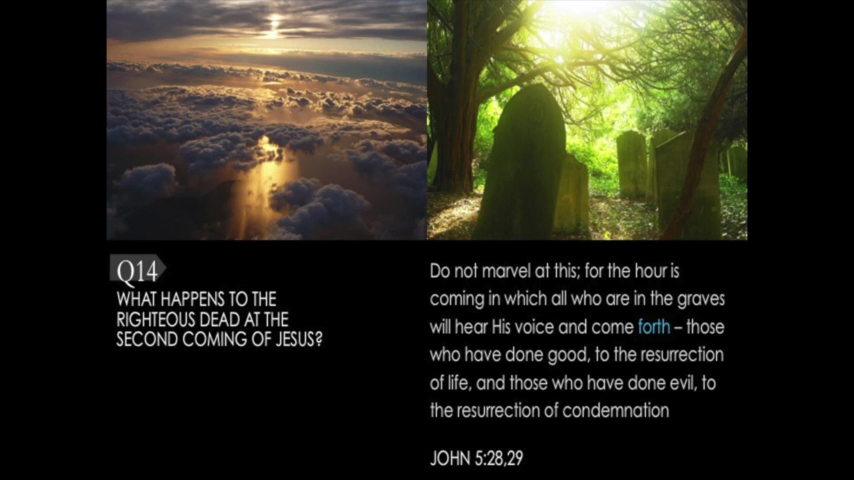 Q14
WHAT HAPPENS TO THE
RIGHTEOUS DEAD AT THE
SECOND COMING OF JESUS?
Do not marvel at this; for the hour is
coming in which all who are in the graves
will hear His voice and come forth – those
who have done good, to the resurrection
of life, and those who have done evil, to
the resurrection of condemnation
JOHN 5:28,29